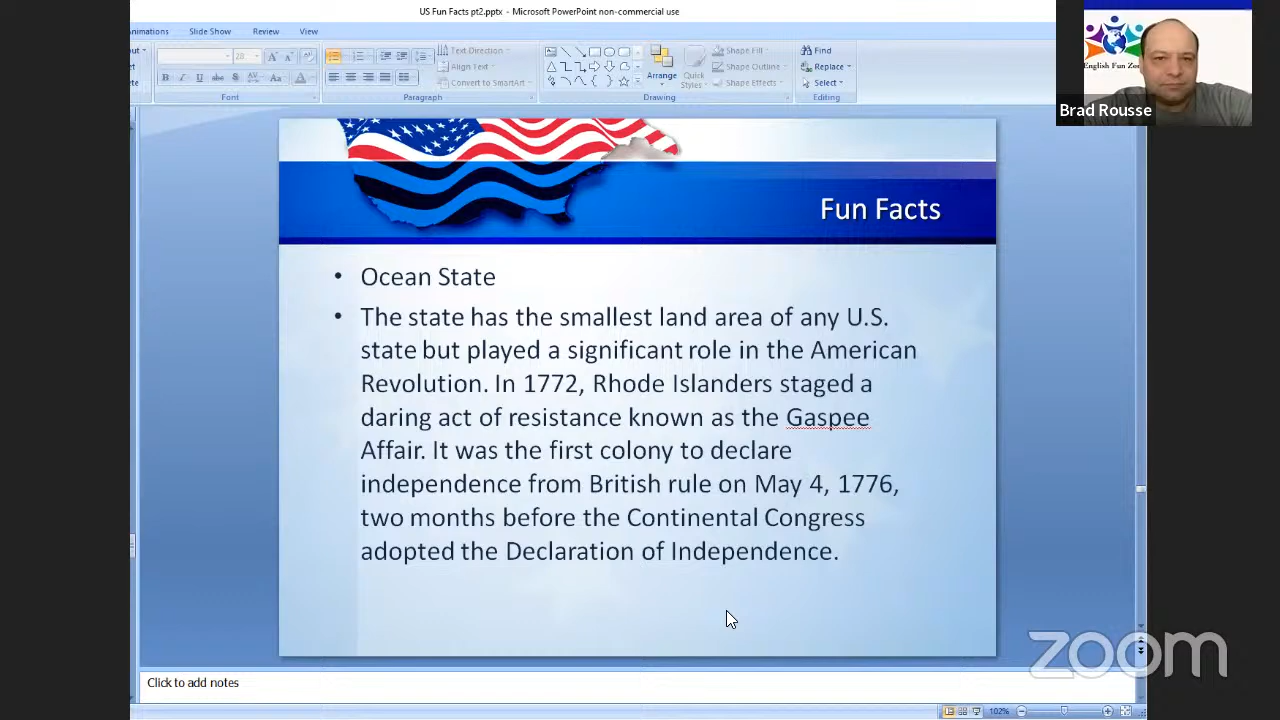 US Fun Facts pt2.pptx - Microsoft PowerPoint non-commercial use
nimations Slide Show Review View
Text Direction
Align Text
Convert to SmartArt
Arrange
Quick Styles
Shape Fill
Shape Outline
Shape Effects
Find
Replace
Select
Font Paragraph Drawing Editing
English Fun Zo
Brad Rousse
Fun Facts
• Ocean State
• The state has the smallest land area of any U.S.
state but played a significant role in the American
Revolution. In 1772, Rhode Islanders staged a
daring act of resistance known as the Gaspee
Affair. It was the first colony to declare
independence from British rule on May 4, 1776,
two months before the Continental Congress
adopted the Declaration of Independence.
zoom
Click to add notes
102%